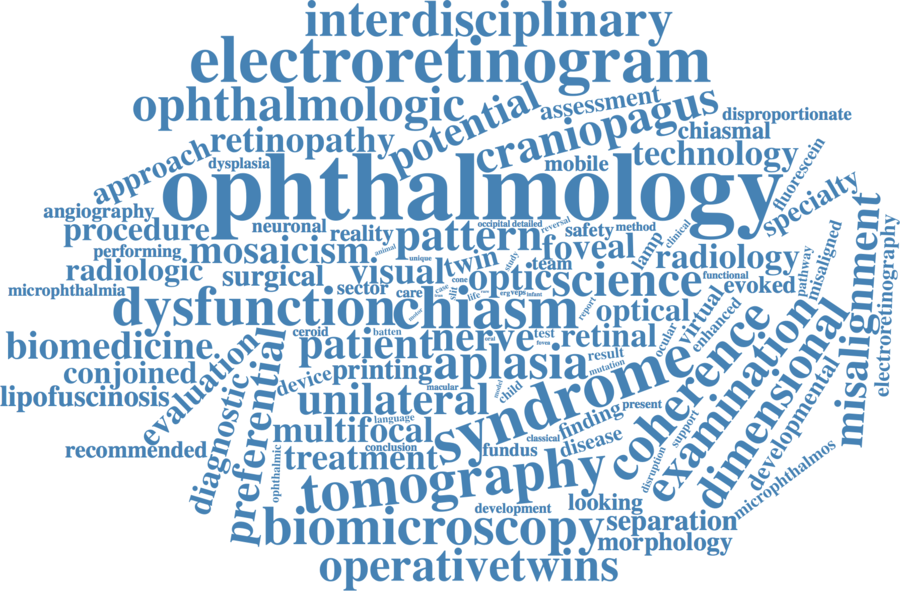 interdisciplinary
electroretinogram
ophthalmologic
potential
assessment
craniopagus
disproportionate
chiasmal
approach
retinopathy
dysplasia
mobile
technology
fluorescein
ophthalmology
specialty
angiography
procedure
neuronal
reality
pattern
occipital
detailed
reversal
safety
method
clinical
performing
mosaicism
animal
unique
foveal
lamp
radiology
misalignment
radiologic
surgical
visual
twin
study
team
functional
pathway
misaligned
electroretinography
microphthalmia
sector
care
case
cone
optic
science
evoked
dysfunction
chiasm
slit
life
erg
veps
report
optical
virtual
enhanced
biomedicine
ceroid
batten
patient
nerve
oral
test
fovea
retinal
ocular
conjoined
evaluation
device
printing
aplasia
result
mutation
coherence
examination
dimensional
developmental
lipofuscinosis
diagnostic
preferential
macular
model
child
unilateral
syndrome
language
multifocal
finding
present
recommended
conclusion
classical
disease
disruption
support
ophthalmic
treatment
fundus
microphthalmos
tomography
development
looking
biomicroscopy
separation
morphology
operativetwins